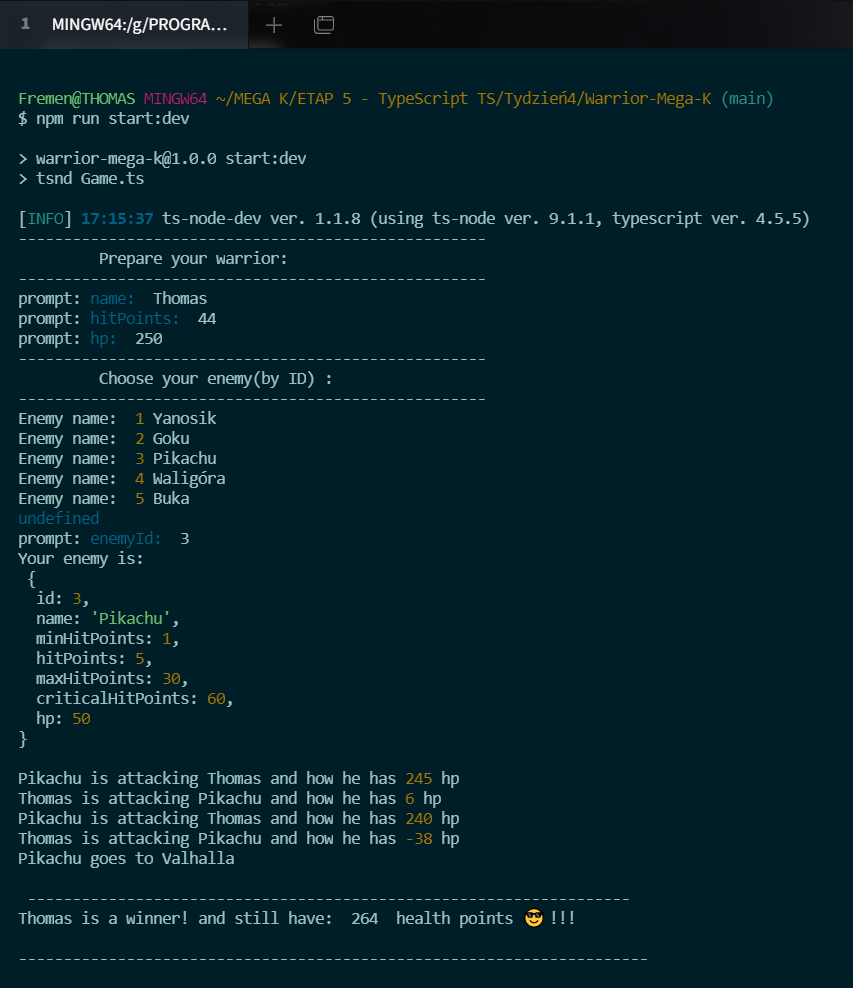 1 MINGW64:/g/PROGRA...
Fremen@THOMAS MINGW64 ~/MEGA K/ETAP 5 - TypeScript TS/Tydzień4/Warrior-Mega-K (main)
$ npm run start:dev
> warrior-mega-k@1.0.0 start:dev
> tsnd Game.ts
[INFO] 17:15:37 ts-node-dev ver. 1.1.8 (using ts-node ver. 9.1.1, typescript ver. 4.5.5)
----------------------------------------------------
Prepare your warrior:
----------------------------------------------------
prompt: name:  Thomas
prompt: hitPoints:  44
prompt: hp:  250
----------------------------------------------------
Choose your enemy(by ID) :
----------------------------------------------------
Enemy name:  1 Yanosik
Enemy name:  2 Goku
Enemy name:  3 Pikachu
Enemy name:  4 Waligóra
Enemy name:  5 Buka
undefined
prompt: enemyId:  3
Your enemy is:
{
id: 3,
name: 'Pikachu',
minHitPoints: 1,
hitPoints: 5,
maxHitPoints: 30,
criticalHitPoints: 60,
hp: 50
}
Pikachu is attacking Thomas and how he has 245 hp
Thomas is attacking Pikachu and how he has 6 hp
Pikachu is attacking Thomas and how he has 240 hp
Thomas is attacking Pikachu and how he has -38 hp
Pikachu goes to Valhalla
-------------------------------------------------------------------
Thomas is a winner! and still have:  264  health points 😎 !!!
----------------------------------------------------------------------